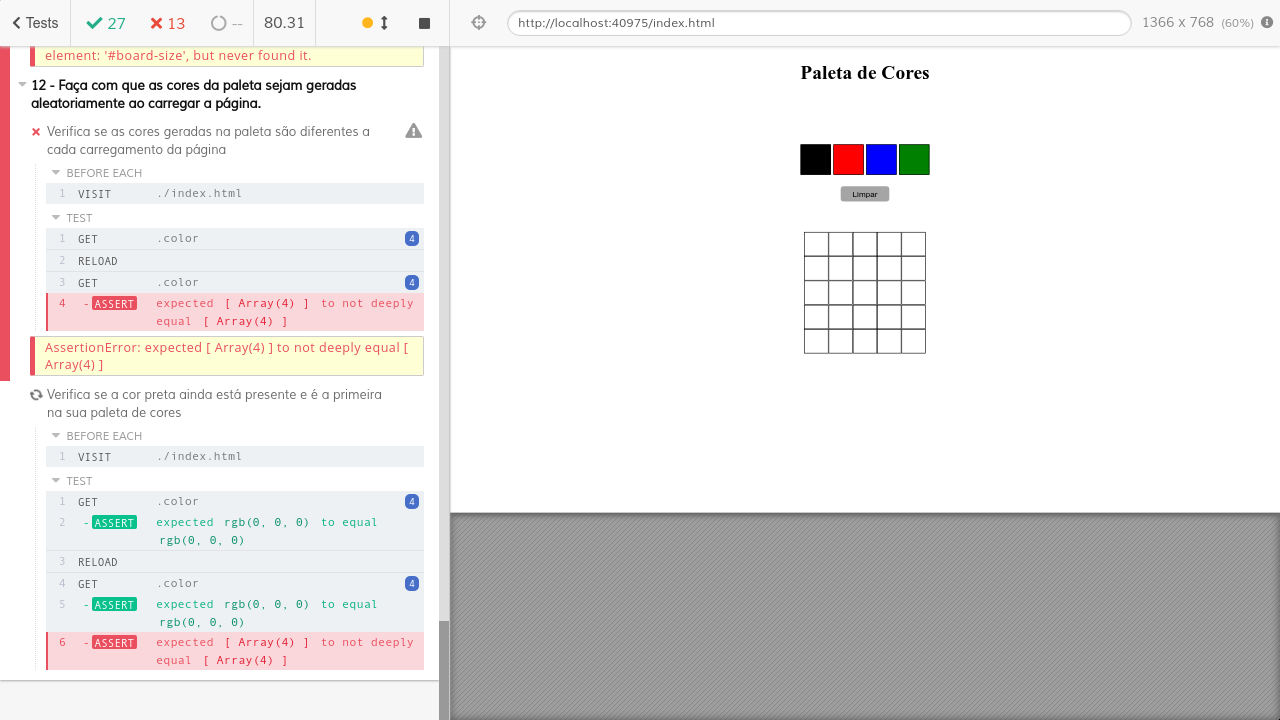 Tests
27
13
--
80.31
http://localhost:40975/index.html
1366 x 768 (60%)
element: '#board-size', but never found it.
12 - Faça com que as cores da paleta sejam geradas
aleatoriamente ao carregar a página.
Verifica se as cores geradas na paleta são diferentes a
cada carregamento da página
BEFORE EACH
1 VISIT ./index.html
TEST
1 GET .color 4
2 RELOAD
3 GET .color 4
4 -ASSERT expected [ Array(4) ] to not deeply
equal [ Array(4) ]
AssertionError: expected [ Array(4) ] to not deeply equal [
Array(4) ]
Verifica se a cor preta ainda está presente e é a primeira
na sua paleta de cores
BEFORE EACH
1 VISIT ./index.html
TEST
1 GET .color 4
2 -ASSERT expected rgb(0, 0, 0) to equal
rgb(0, 0, 0)
3 RELOAD
4 GET .color 4
5 -ASSERT expected rgb(0, 0, 0) to equal
rgb(0, 0, 0)
6 -ASSERT expected [ Array(4) ] to not deeply
equal [ Array(4) ]
Paleta de Cores
Limpar